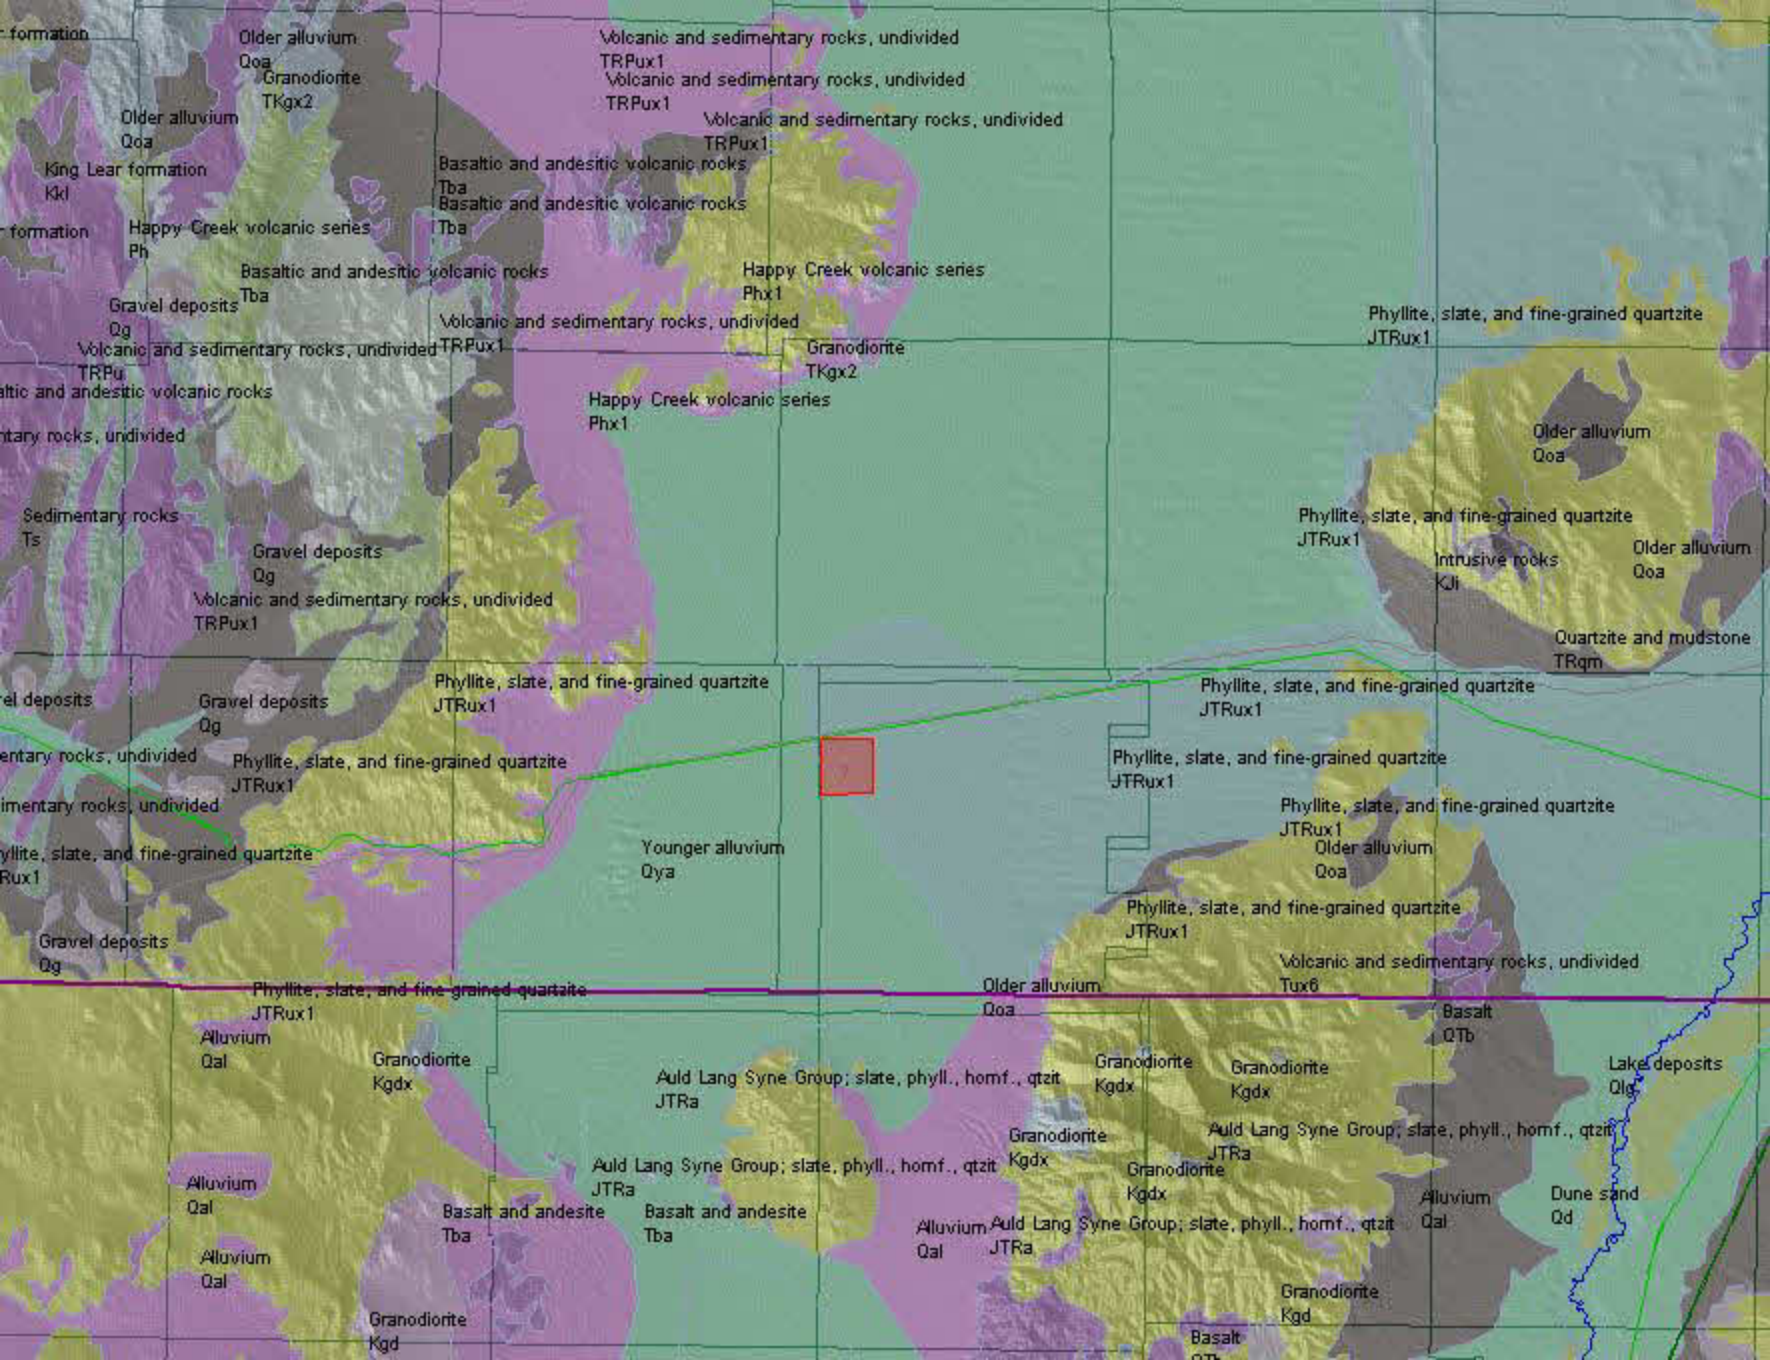 formation
Older alluvium
Qoa
Granodiorite
TKgx2
Volcanic and sedimentary rocks, undivided
TRPux1
Volcanic and sedimentary rocks, undivided
TRPux1
Older alluvium
Qoa
Volcanic and sedimentary rocks, undivided
TRPux1
King Lear formation
Kkl
Basaltic and andesitic volcanic rocks
Tba
Basaltic and andesitic volcanic rocks
Tba
formation
Happy Creek volcanic series
Ph
Basaltic and andesitic volcanic rocks
Tba
Happy Creek volcanic series
Phx1
Gravel deposits
Qg
Volcanic and sedimentary rocks, undivided
TRPux1
Phyllite, slate, and fine-grained quartzite
JTRux1
Volcanic and sedimentary rocks, undivided
TRPu
Granodiorite
TKgx2
altic and andesitic volcanic rocks
Happy Creek volcanic series
Phx1
ntary rocks, undivided
Older alluvium
Qoa
Sedimentary rocks
Ts
Phyllite, slate, and fine-grained quartzite
JTRux1
Gravel deposits
Qg
Intrusive rocks
KJi
Older alluvium
Qoa
Volcanic and sedimentary rocks, undivided
TRPux1
Quartzite and mudstone
TRqm
Phyllite, slate, and fine-grained quartzite
JTRux1
Phyllite, slate, and fine-grained quartzite
JTRux1
el deposits
Gravel deposits
Qg
entary rocks, undivided
Phyllite, slate, and fine-grained quartzite
JTRux1
Phyllite, slate, and fine-grained quartzite
JTRux1
imentary rocks, undivided
Phyllite, slate, and fine-grained quartzite
JTRux1
yllite, slate, and fine-grained quartzite
Rux1
Younger alluvium
Qya
Older alluvium
Qoa
Phyllite, slate, and fine-grained quartzite
JTRux1
Gravel deposits
Qg
Volcanic and sedimentary rocks, undivided
Tux6
Phyllite, slate, and fine-grained quartzite
JTRux1
Older alluvium
Qoa
Basalt
QTb
Alluvium
Qal
Granodiorite
Kgdx
Granodiorite
Kgdx
Granodiorite
Kgdx
Lake deposits
Qlg
Auld Lang Syne Group; slate, phyll., hornf., qtzit
JTRa
Granodiorite
Kgdx
Auld Lang Syne Group; slate, phyll., hornf., qtzit
JTRa
Auld Lang Syne Group; slate, phyll., hornf., qtzit
JTRa
Granodiorite
Kgdx
Alluvium
Qal
Alluvium
Qal
Dune sand
Qd
Basalt and andesite
Tba
Basalt and andesite
Tba
Alluvium
Qal
Auld Lang Syne Group; slate, phyll., hornf., qtzit
JTRa
Alluvium
Qal
Granodiorite
Kgd
Granodiorite
Kgd
Basalt
QTb